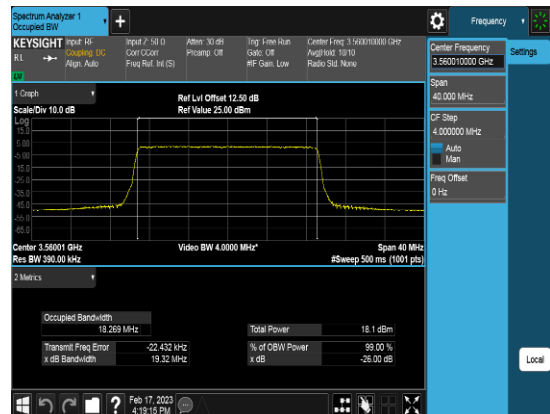 Spectrum Analyzer 1
Occupied BW
Frequency
KEYSIGHT
Input: RF
Coupling: DC
Align: Auto
Input Z: 50 Ω
Corr CCorr
Freq Ref: Int (S)
Atten: 30 dB
Preamp: Off
Trig: Free Run
Gate: Off
#IF Gain: Low
Center Freq: 3.560010000 GHz
Avg|Hold: 10/10
Radio Std: None
1 Graph
Scale/Div 10.0 dB
Ref Lvl Offset 12.50 dB
Ref Value 25.00 dBm
Log
15.0
5.00
-5.00
-15.0
-25.0
-35.0
-45.0
-55.0
-65.0
Center 3.56001 GHz
Res BW 390.00 kHz
Video BW 4.0000 MHz*
Span 40 MHz
#Sweep 500 ms (1001 pts)
2 Metrics
Occupied Bandwidth
18.269 MHz
Total Power 18.1 dBm
Transmit Freq Error -22.432 kHz
% of OBW Power 99.00 %
x dB Bandwidth 19.32 MHz
x dB -26.00 dB
Feb 17, 2023
4:19:15 PM
Center Frequency
3.560010000 GHz
Settings
Span
40.000 MHz
CF Step
4.000000 MHz
Auto
Man
Freq Offset
0 Hz
Local